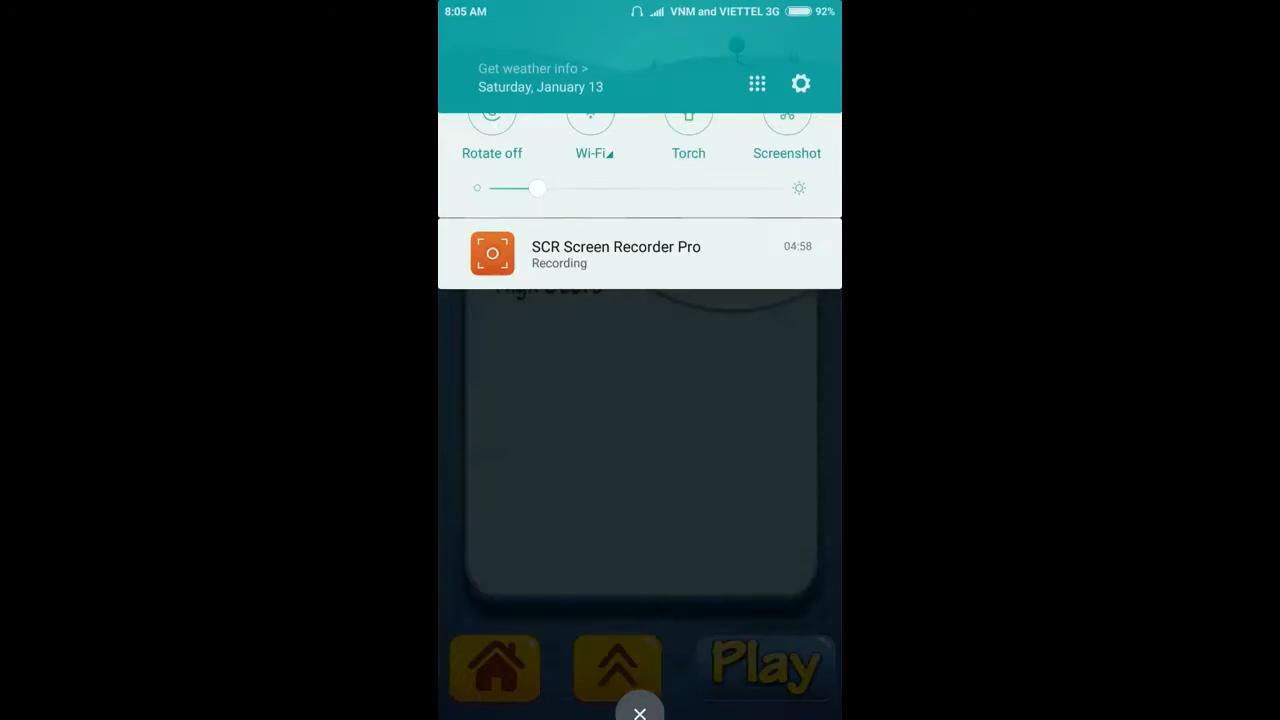 8:05 AM
VNM and VIETTEL 3G
92%
Get weather info >
Saturday, January 13
Rotate off
Wi-Fi
Torch
Screenshot
SCR Screen Recorder Pro
04:58
Recording
Play